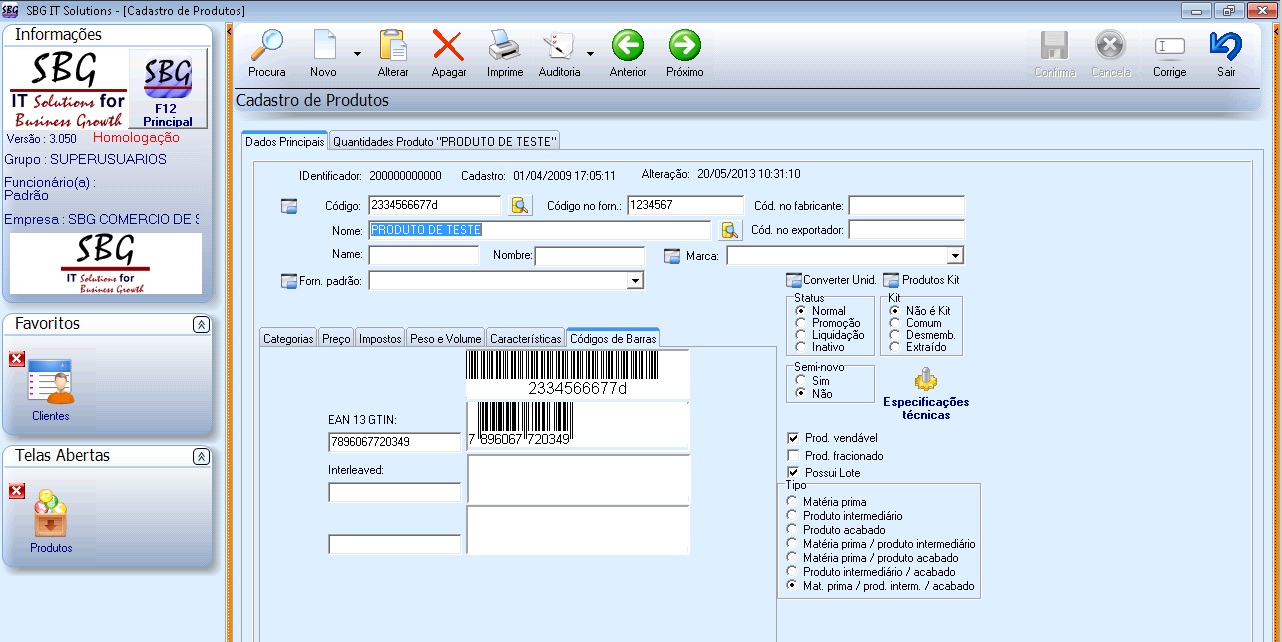 SBG IT Solutions - [Cadastro de Produtos]
Informações
SBG
IT Solutions for
Business Growth
SBG
F12
Principal
Versão : 3.050 Homologação
Grupo : SUPERUSUARIOS
Funcionário(a) :
Padrão
Empresa : SBG COMERCIO DE S
SBG
IT Solutions for
Business Growth
Favoritos
Clientes
Telas Abertas
Produtos
Procura Novo Alterar Apagar Imprime Auditoria Anterior Próximo Confirma Cancela Corrige Sair
Cadastro de Produtos
Dados Principais Quantidades Produto "PRODUTO DE TESTE"
IDentificador: 200000000000 Cadastro: 01/04/2009 17:05:11 Alteração: 20/05/2013 10:31:10
Código: 2334566677d Código no forn.: 1234567 Cód. no fabricante:
Nome: PRODUTO DE TESTE Cód. no exportador:
Name: Nombre: Marca:
Forn. padrão: Converter Unid. Produtos Kit
Status
Normal
Promoção
Liquidação
Inativo
Kit
Não é Kit
Comum
Desmemb.
Extraído
Categorias Preço Impostos Peso e Volume Características Códigos de Barras
2334566677d
EAN 13 GTIN:
7896067720349
7 896067 720349
Interleaved:
Semi-novo
Sim
Não
Especificações
técnicas
Prod. vendável
Prod. fracionado
Possui Lote
Tipo
Matéria prima
Produto intermediário
Produto acabado
Matéria prima / produto intermediário
Matéria prima / produto acabado
Produto intermediário / acabado
Mat. prima / prod. interm. / acabado